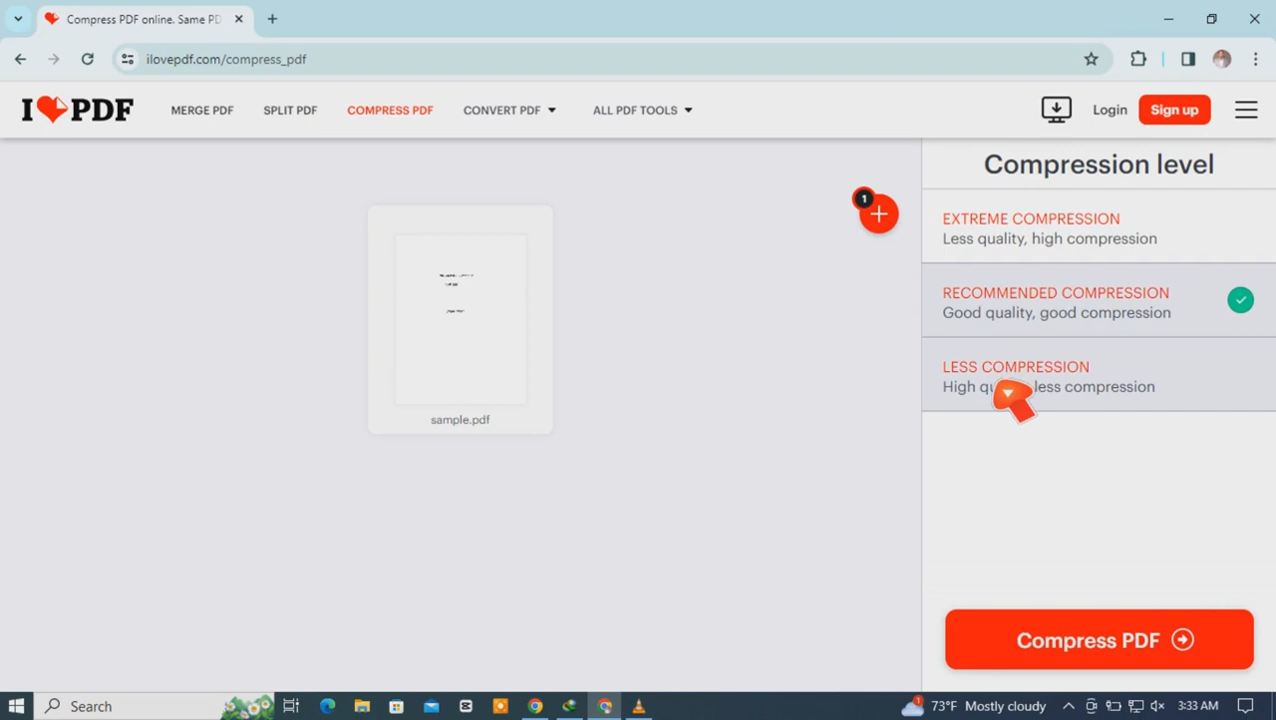 Compress PDF online. Same PD
ilovepdf.com/compress_pdf
I PDF
MERGE PDF
SPLIT PDF
COMPRESS PDF
CONVERT PDF
ALL PDF TOOLS
Login
Sign up
Compression level
1
EXTREME COMPRESSION
Less quality, high compression
RECOMMENDED COMPRESSION
Good quality, good compression
LESS COMPRESSION
High less compression
sample.pdf
Compress PDF
Search
1
73°F Mostly cloudy
3:33 AM